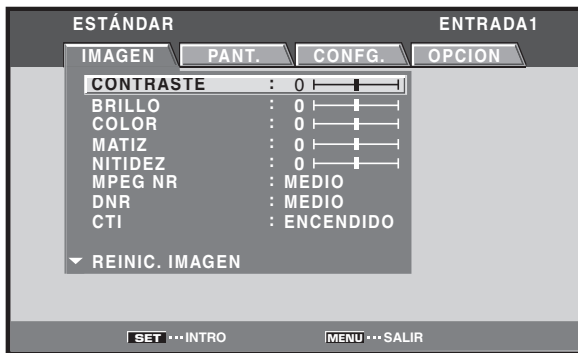 ESTÁNDAR ENTRADA1
IMAGEN PANT. CONFG. OPCION
CONTRASTE : 0
BRILLO : 0
COLOR : 0
MATIZ : 0
NITIDEZ : 0
MPEG NR : MEDIO
DNR : MEDIO
CTI : ENCENDIDO
REINIC. IMAGEN
SET ··· INTRO MENU ··· SALIR